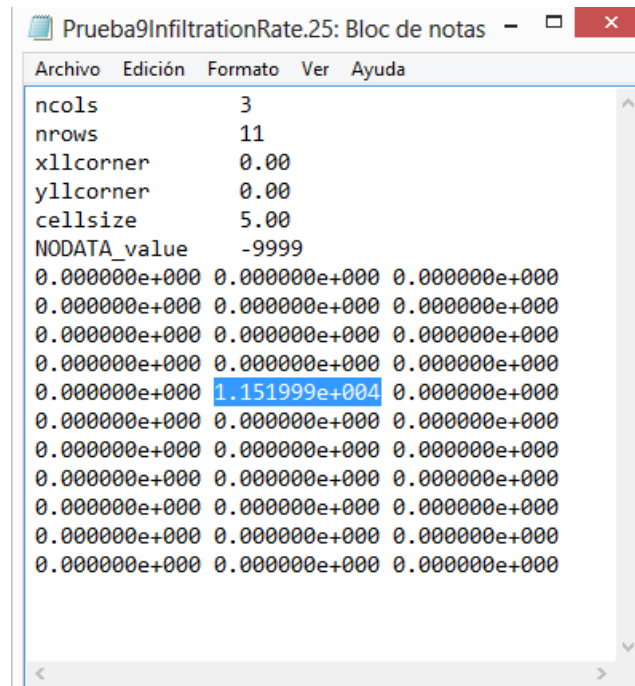 Prueba9InfiltrationRate.25: Bloc de notas
Archivo Edición Formato Ver Ayuda
ncols 3
nrows 11
xllcorner 0.00
yllcorner 0.00
cellsize 5.00
NODATA_value -9999
0.000000e+000 0.000000e+000 0.000000e+000
0.000000e+000 0.000000e+000 0.000000e+000
0.000000e+000 0.000000e+000 0.000000e+000
0.000000e+000 0.000000e+000 0.000000e+000
0.000000e+000 1.151999e+004 0.000000e+000
0.000000e+000 0.000000e+000 0.000000e+000
0.000000e+000 0.000000e+000 0.000000e+000
0.000000e+000 0.000000e+000 0.000000e+000
0.000000e+000 0.000000e+000 0.000000e+000
0.000000e+000 0.000000e+000 0.000000e+000
0.000000e+000 0.000000e+000 0.000000e+000